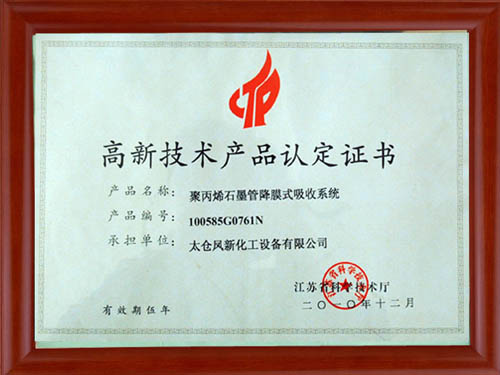 高新技术产品认定证书
产品名称： 聚丙烯石墨管降膜式吸收系统
产品编号： 100585G0761N
承担单位： 太仓风新化工设备有限公司
江苏省科学技术厅
有效期伍年
二〇一〇年十二月